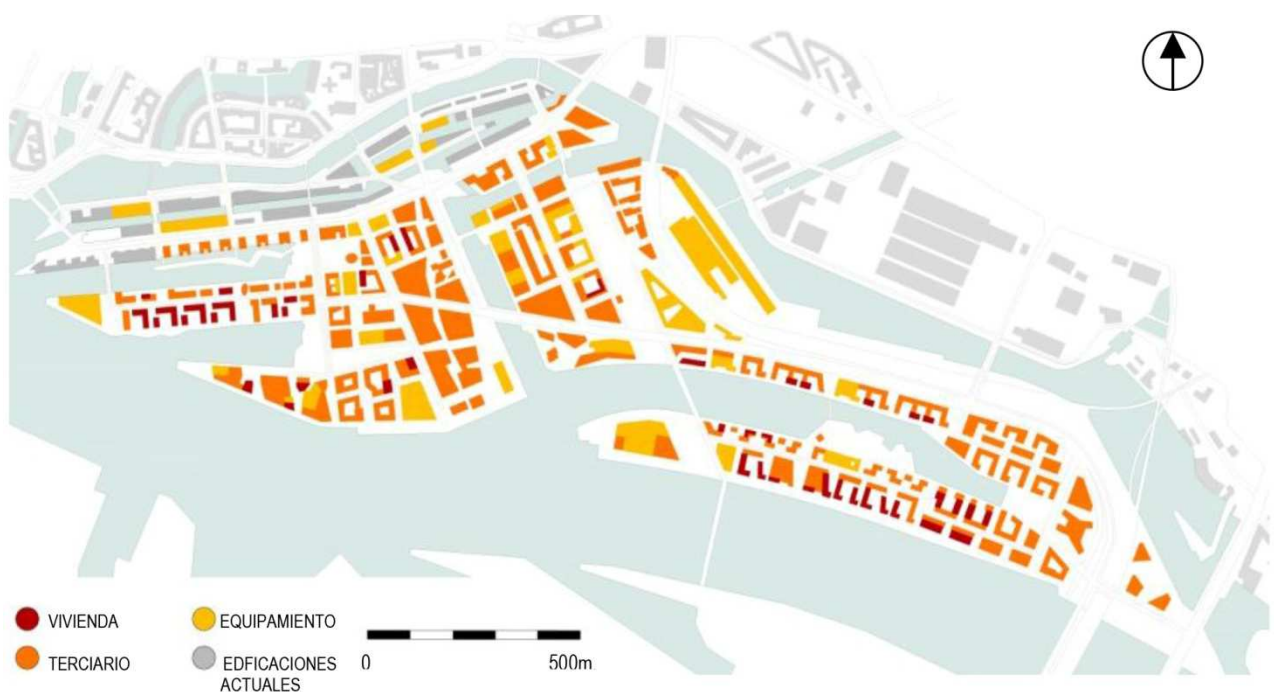 VIVIENDA
EQUIPAMIENTO
TERCIARIO
EDFICACIONES
ACTUALES
0
500m